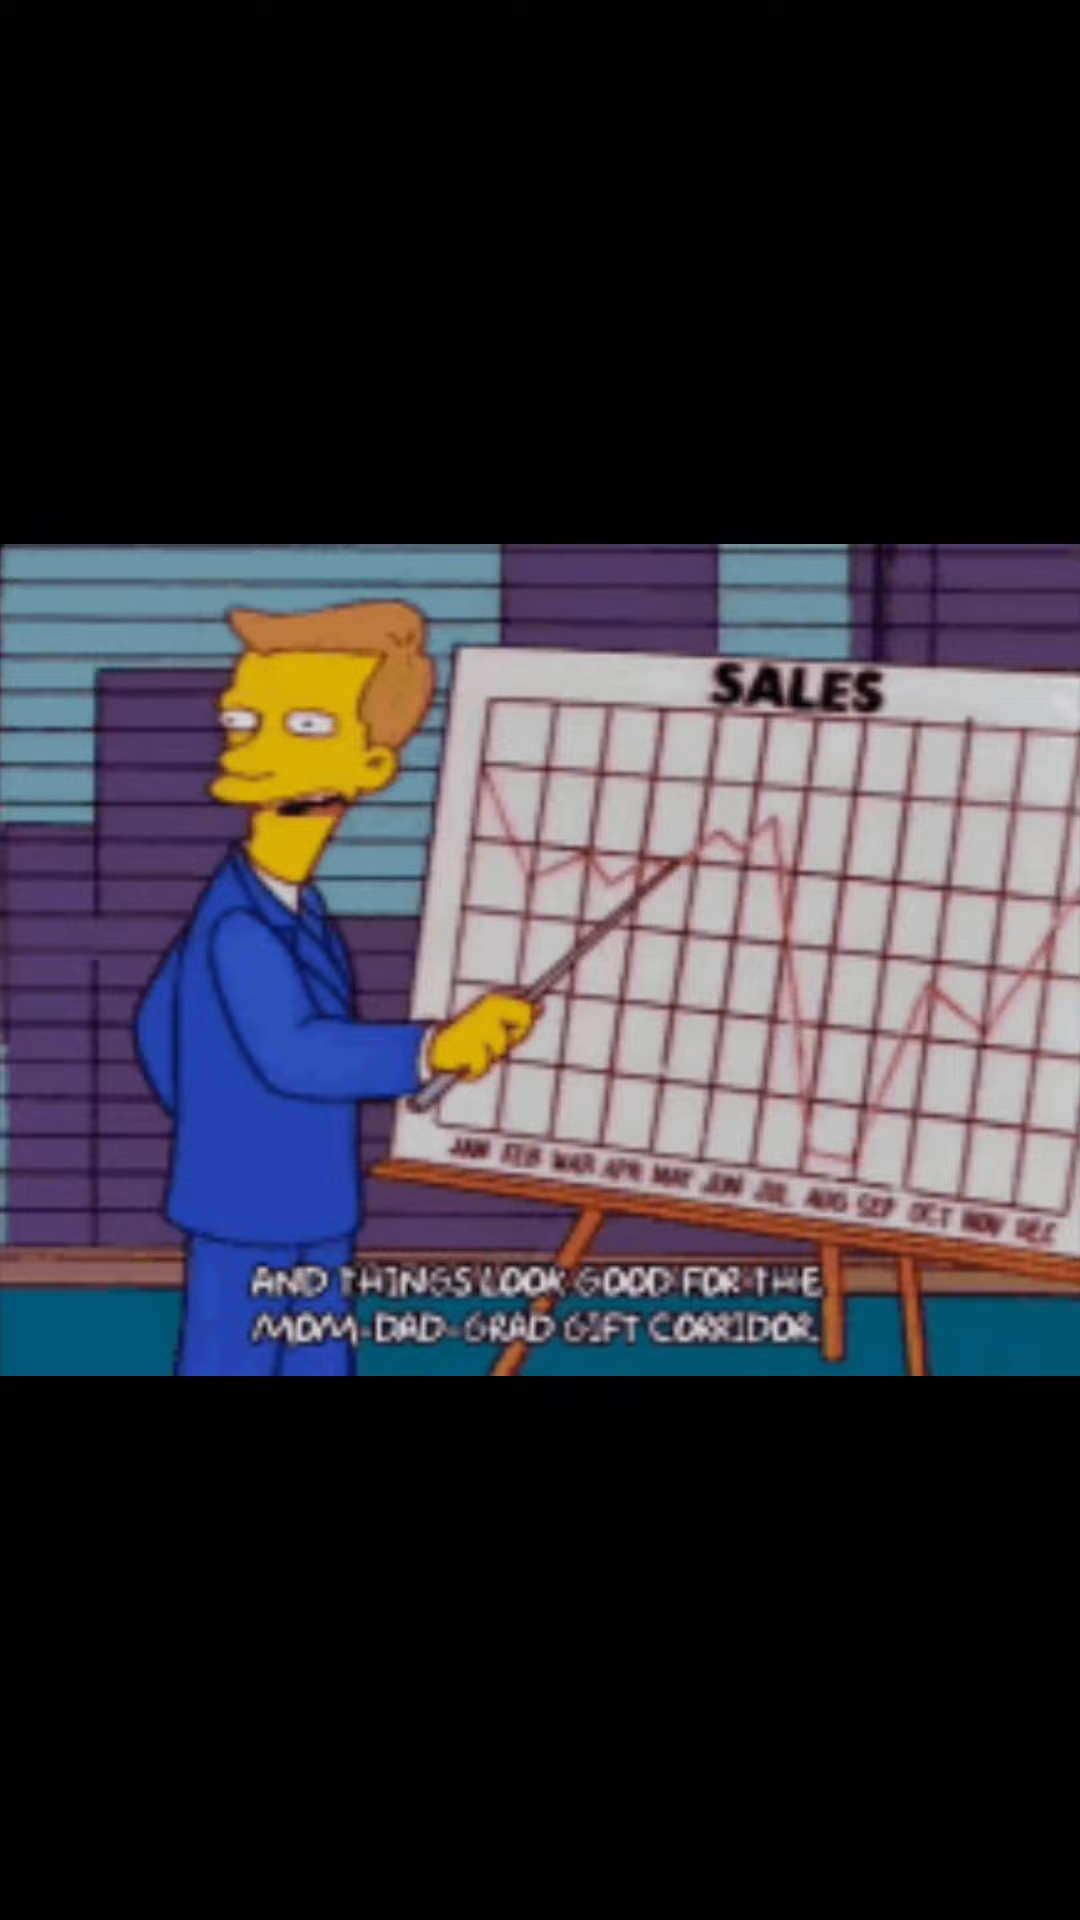 SALES
JAN FEB MAR APR MAY JUN JUL AUG SEP OCT NOV DEC
AND THINGS LOOK GOOD FOR THE
MOM-DAD-GRAD GIFT CORRIDOR.